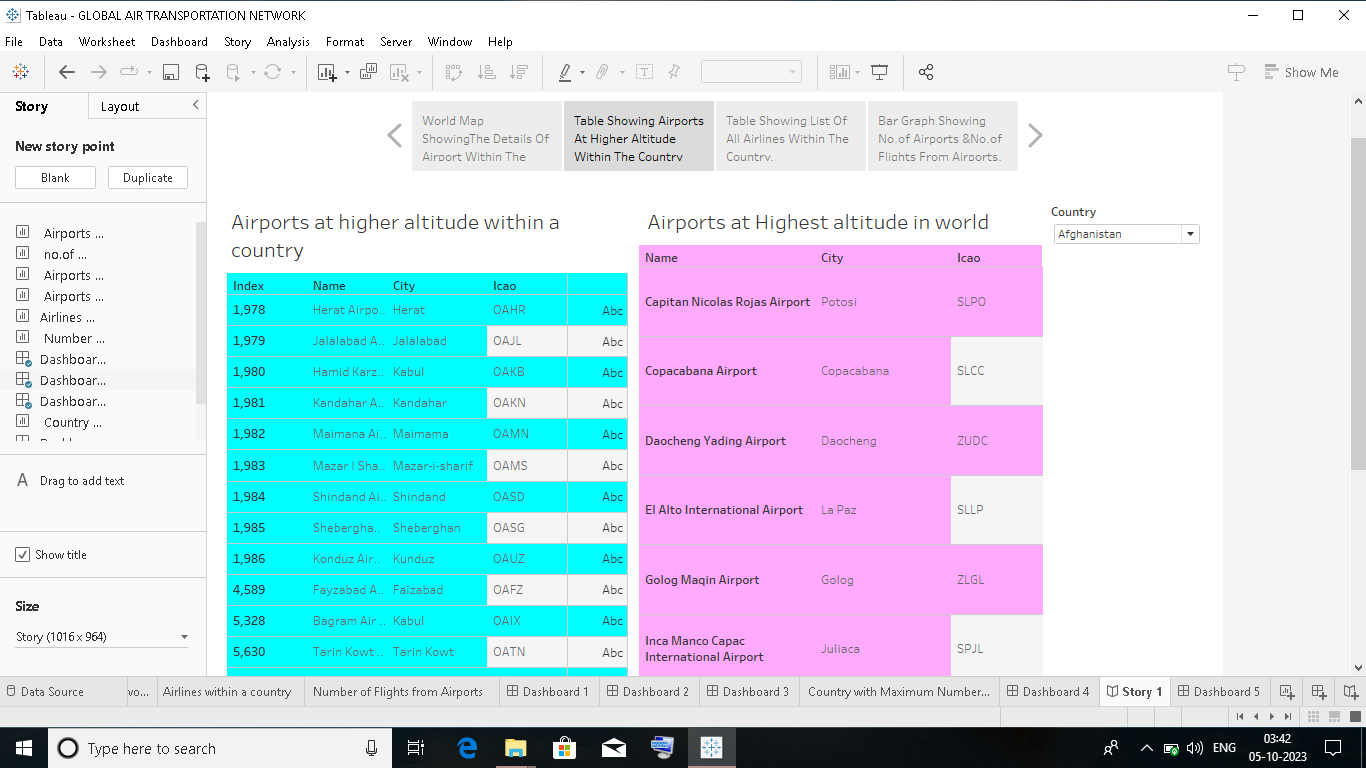 Tableau - GLOBAL AIR TRANSPORTATION NETWORK
File Data Worksheet Dashboard Story Analysis Format Server Window Help
Show Me
Story Layout
New story point
Blank Duplicate
Airports ...
no.of ...
Airports ...
Airports ...
Airlines ...
Number ...
Dashboar...
Dashboar...
Dashboar...
Country ...
A Drag to add text
Show title
Size
Story (1016 x 964)
World Map
ShowingThe Details Of
Airport Within The
Table Showing Airports
At Higher Altitude
Within The Country
Table Showing List Of
All Airlines Within The
Country.
Bar Graph Showing
No.of Airports &No.of
Flights From Airports.
Airports at higher altitude within a
country
Index Name City Icao
1,978 Herat Airpo.. Herat OAHR Abc
1,979 Jalalabad A.. Jalalabad OAJL Abc
1,980 Hamid Karz.. Kabul OAKB Abc
1,981 Kandahar A.. Kandahar OAKN Abc
1,982 Maimana Ai.. Maimama OAMN Abc
1,983 Mazar I Sha.. Mazar-i-sharif OAMS Abc
1,984 Shindand Ai.. Shindand OASD Abc
1,985 Shebergha.. Sheberghan OASG Abc
1,986 Konduz Air.. Kunduz OAUZ Abc
4,589 Fayzabad A.. Faizabad OAFZ Abc
5,328 Bagram Air .. Kabul OAIX Abc
5,630 Tarin Kowt .. Tarin Kowt OATN Abc
Airports at Highest altitude in world
Name City Icao
Capitan Nicolas Rojas Airport Potosi SLPO
Copacabana Airport Copacabana SLCC
Daocheng Yading Airport Daocheng ZUDC
El Alto International Airport La Paz SLLP
Golog Maqin Airport Golog ZLGL
Inca Manco Capac
International Airport Juliaca SPJL
Country
Afghanistan
Data Source wo... Airlines within a country Number of Flights from Airports Dashboard 1 Dashboard 2 Dashboard 3 Country with Maximum Number... Dashboard 4 Story 1 Dashboard 5
Type here to search
ENG
03:42
05-10-2023